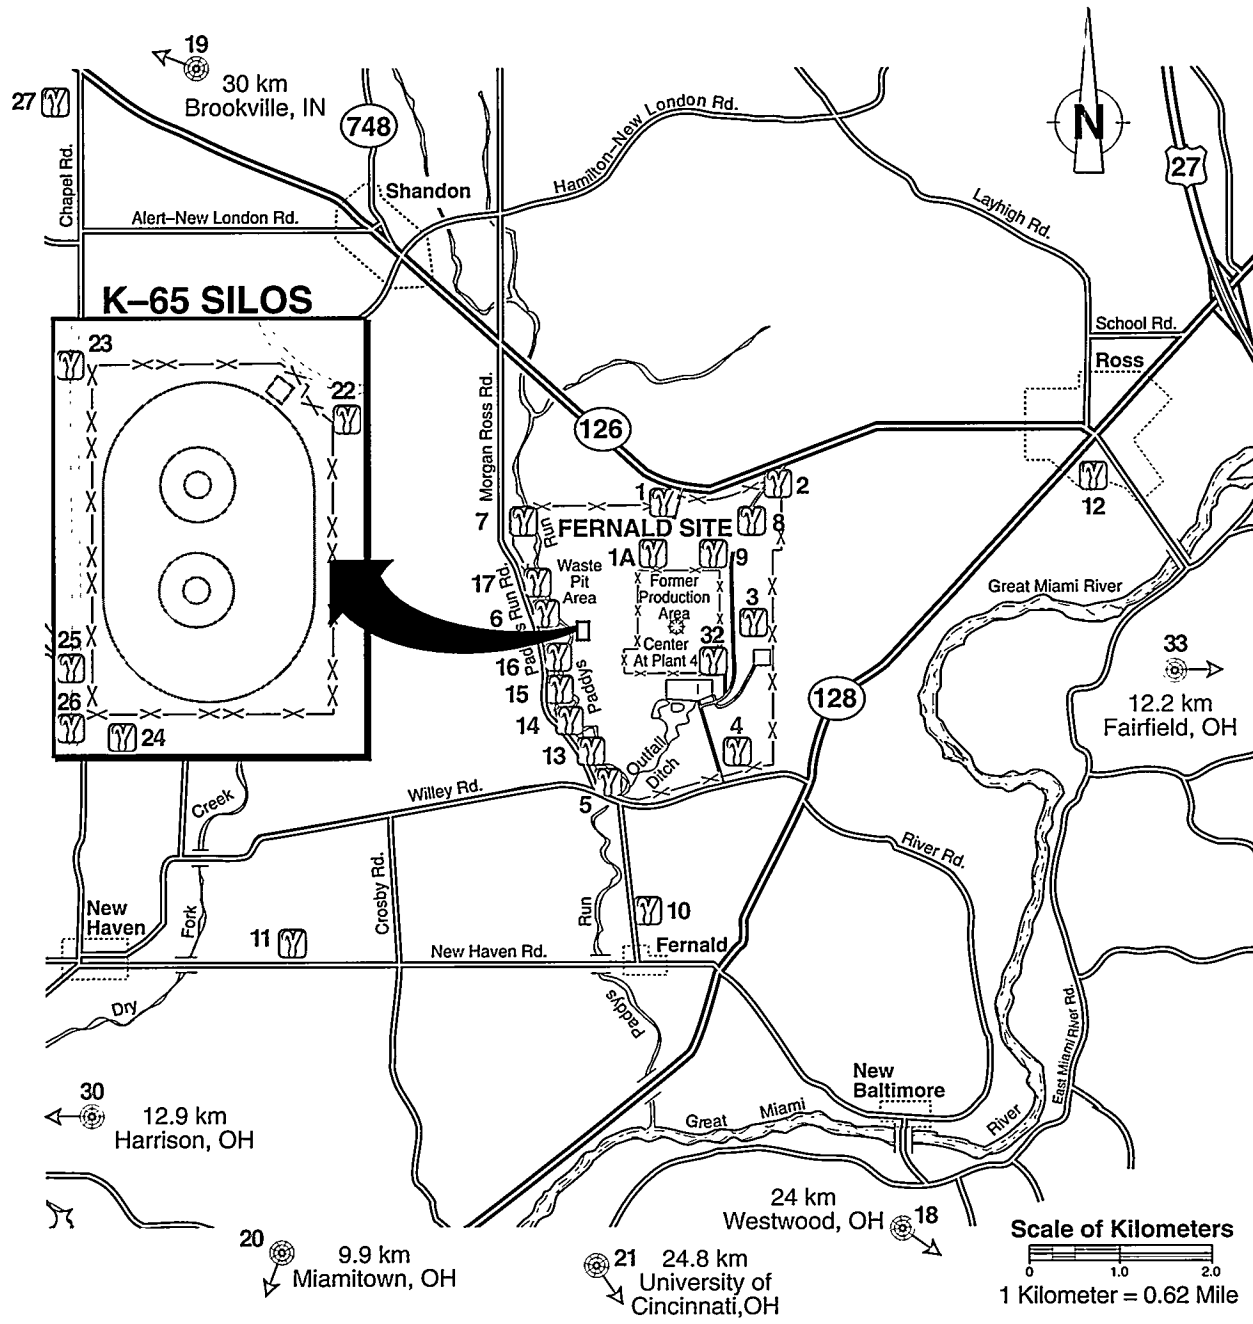 19
30 km
Brookville, IN
27
748
N
27
Chapel Rd.
Shandon
Hamilton–New London Rd.
Alert–New London Rd.
Layhigh Rd.
K–65 SILOS
School Rd.
Ross
23
22
25
26
24
Morgan Ross Rd.
126
1
2
12
7
Run
FERNALD SITE
8
1A
9
17
Waste
Pit
Area
Former
Production
Area
Center
At Plant 4
3
32
6
Paddys Run Rd.
16
15
Paddys
14
13
4
Outfall
Ditch
5
Great Miami River
33
12.2 km
Fairfield, OH
128
Willey Rd.
Creek
River Rd.
Crosby Rd.
New
Haven
Fork
11
Run
10
New Haven Rd.
Fernald
Dry
Paddys
East Miami River Rd.
New
Baltimore
30
12.9 km
Harrison, OH
Great
Miami
River
24 km
Westwood, OH
18
20
9.9 km
Miamitown, OH
21
24.8 km
University of
Cincinnati,OH
Scale of Kilometers
0 1.0 2.0
1 Kilometer = 0.62 Mile